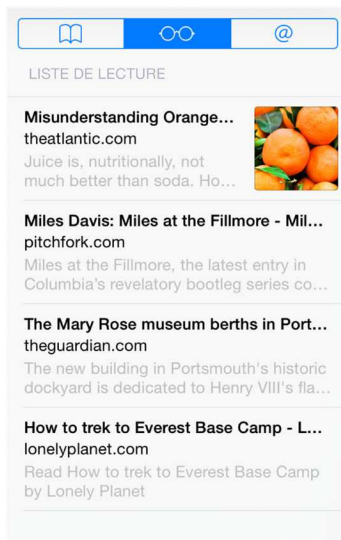 @
LISTE DE LECTURE
Misunderstanding Orange...
theatlantic.com
Juice is, nutritionally, not
much better than soda. Ho...
Miles Davis: Miles at the Fillmore - Mil...
pitchfork.com
Miles at the Fillmore, the latest entry in
Columbia's revelatory bootleg series co...
The Mary Rose museum berths in Port...
theguardian.com
The new building in Portsmouth's historic
dockyard is dedicated to Henry VIII's fla...
How to trek to Everest Base Camp - L...
lonelyplanet.com
Read How to trek to Everest Base Camp
by Lonely Planet